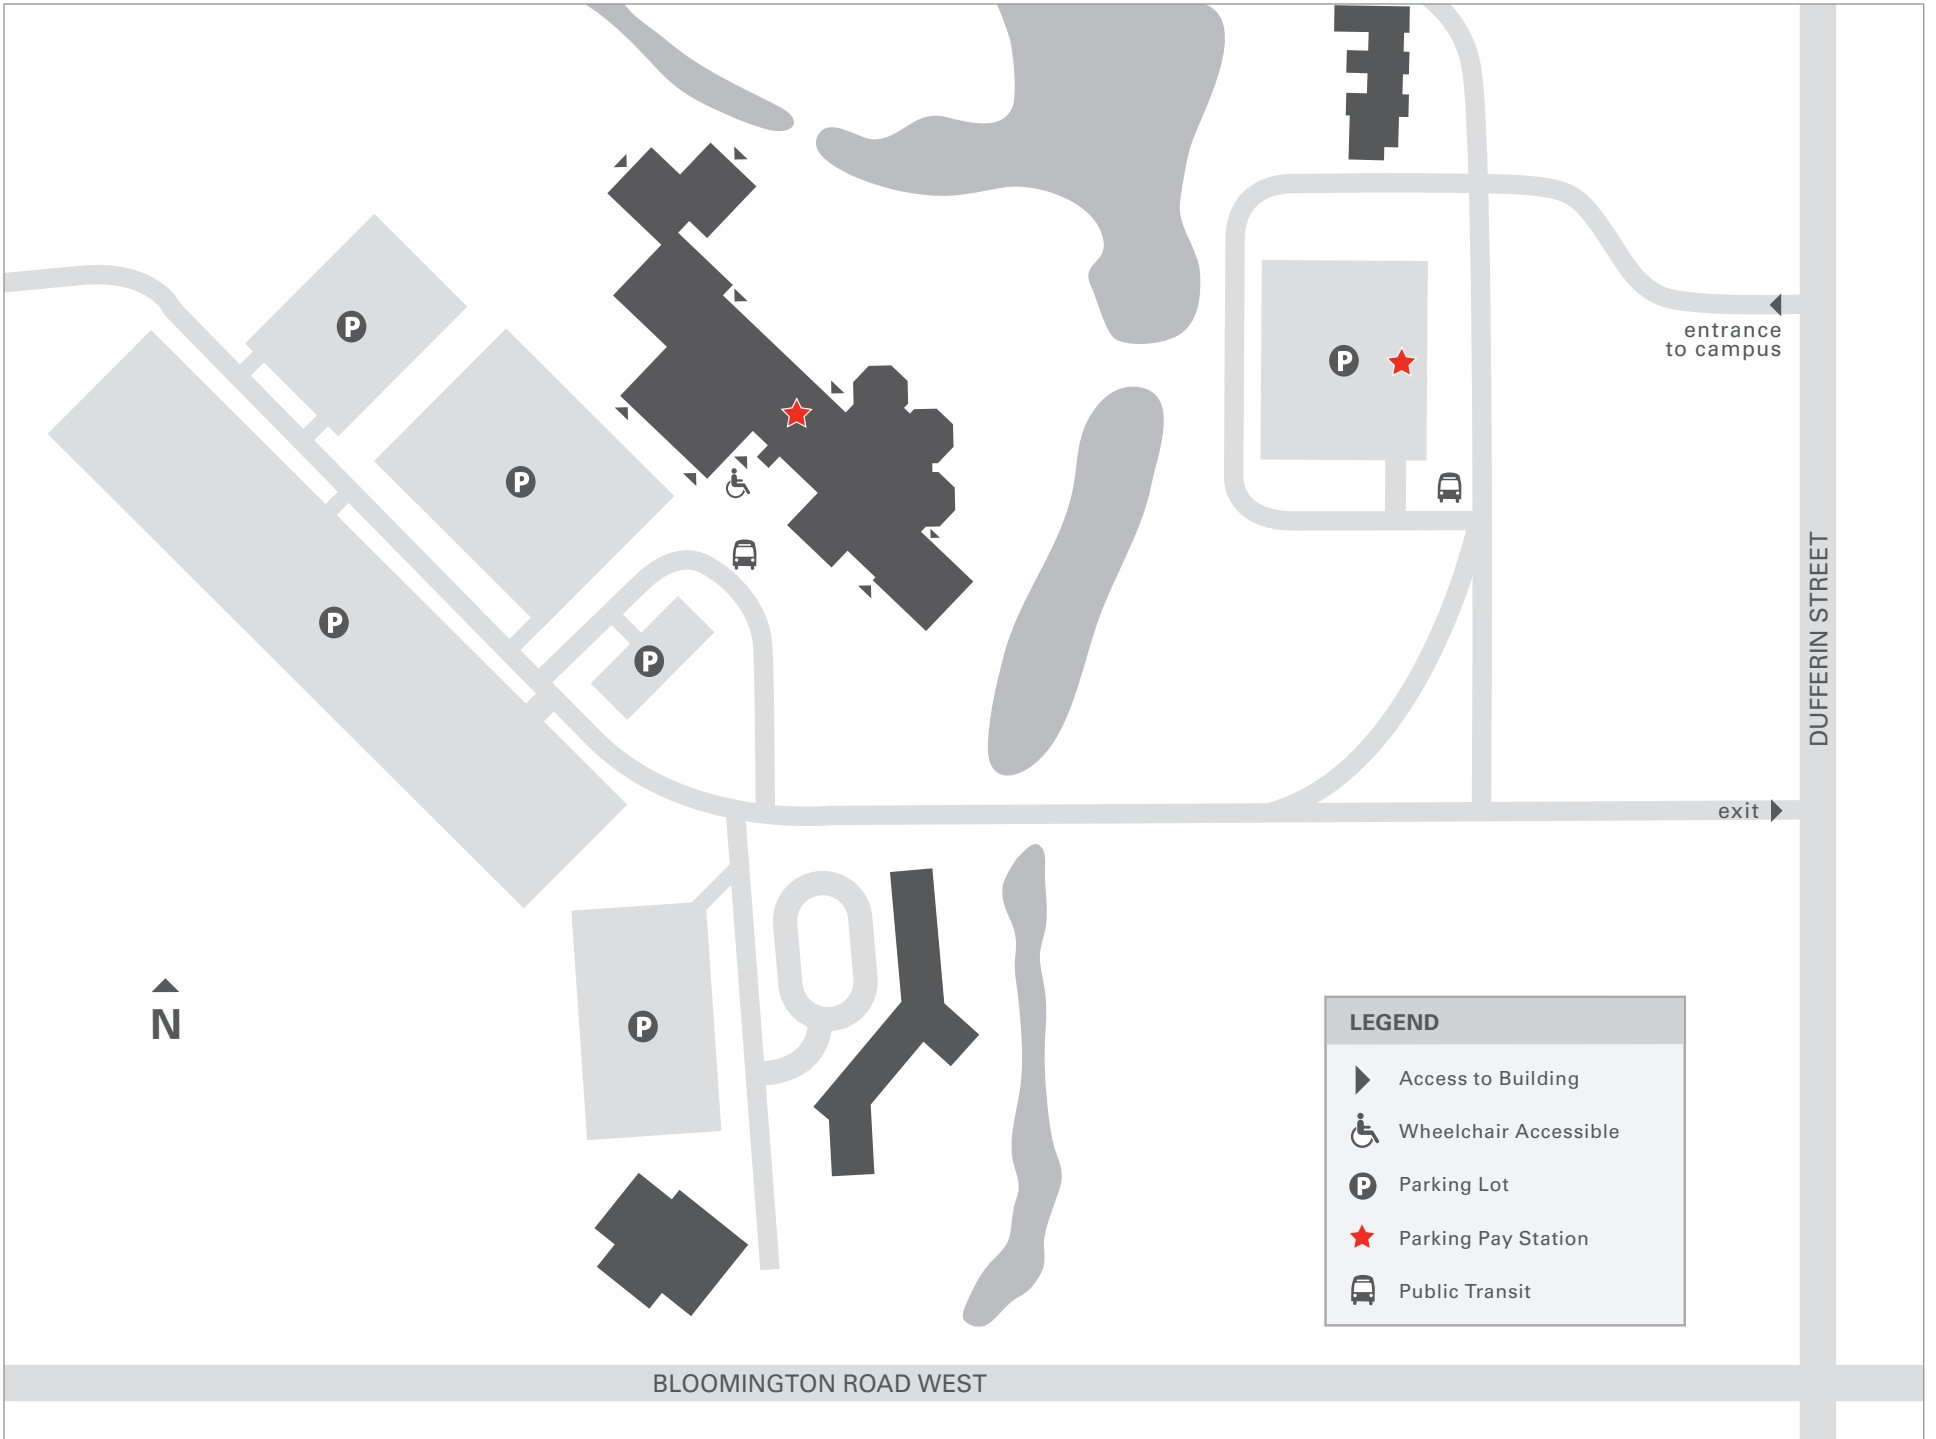 entrance
to campus
DUFFERIN STREET
exit
N
LEGEND
Access to Building
Wheelchair Accessible
P Parking Lot
Parking Pay Station
Public Transit
BLOOMINGTON ROAD WEST
P
P
P
P
P
P